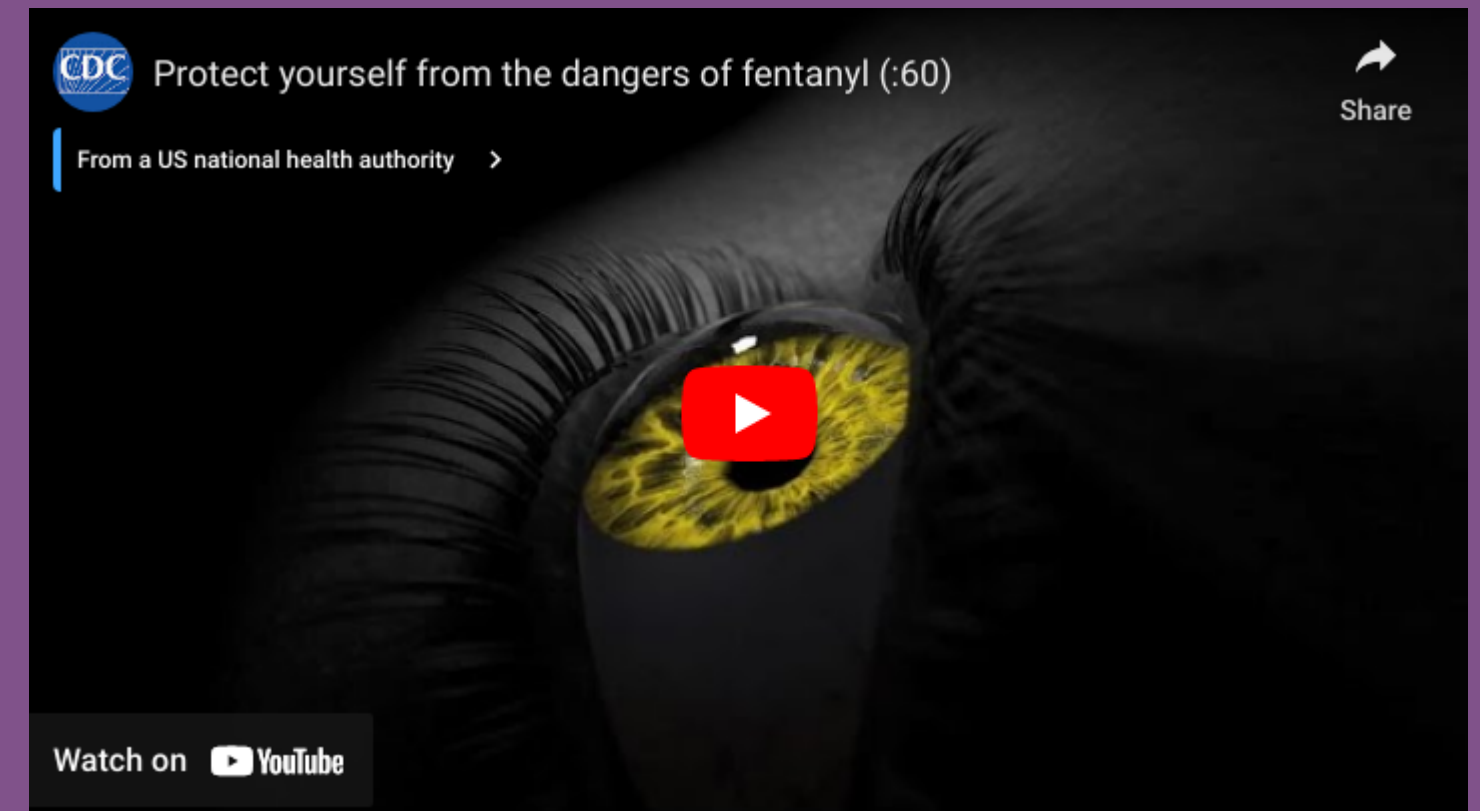 CDC
Protect yourself from the dangers of fentanyl (:60)
Share
From a US national health authority
Watch on YouTube